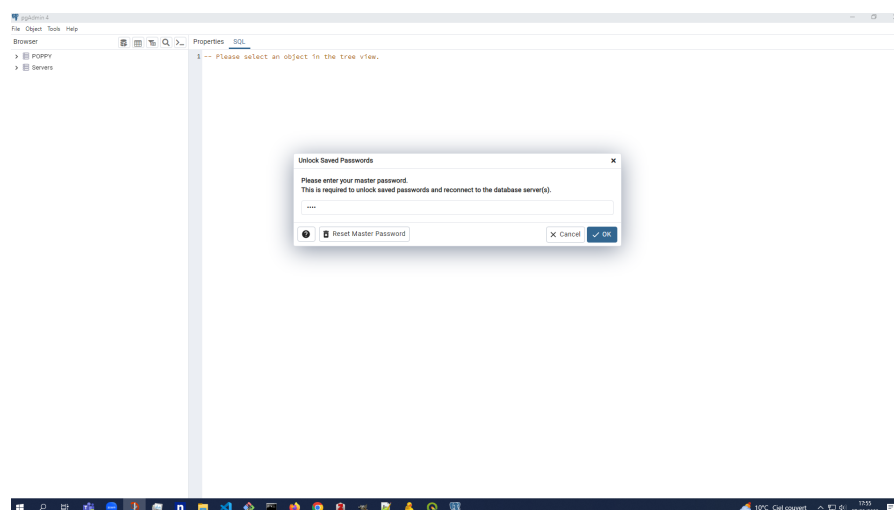 pgAdmin 4
File Object Tools Help
Browser
Properties SQL
POPPY
Servers
1 -- Please select an object in the tree view.
Unlock Saved Passwords
Please enter your master password.
This is required to unlock saved passwords and reconnect to the database server(s).
Reset Master Password
Cancel
OK
10°C Ciel couvert
17:55